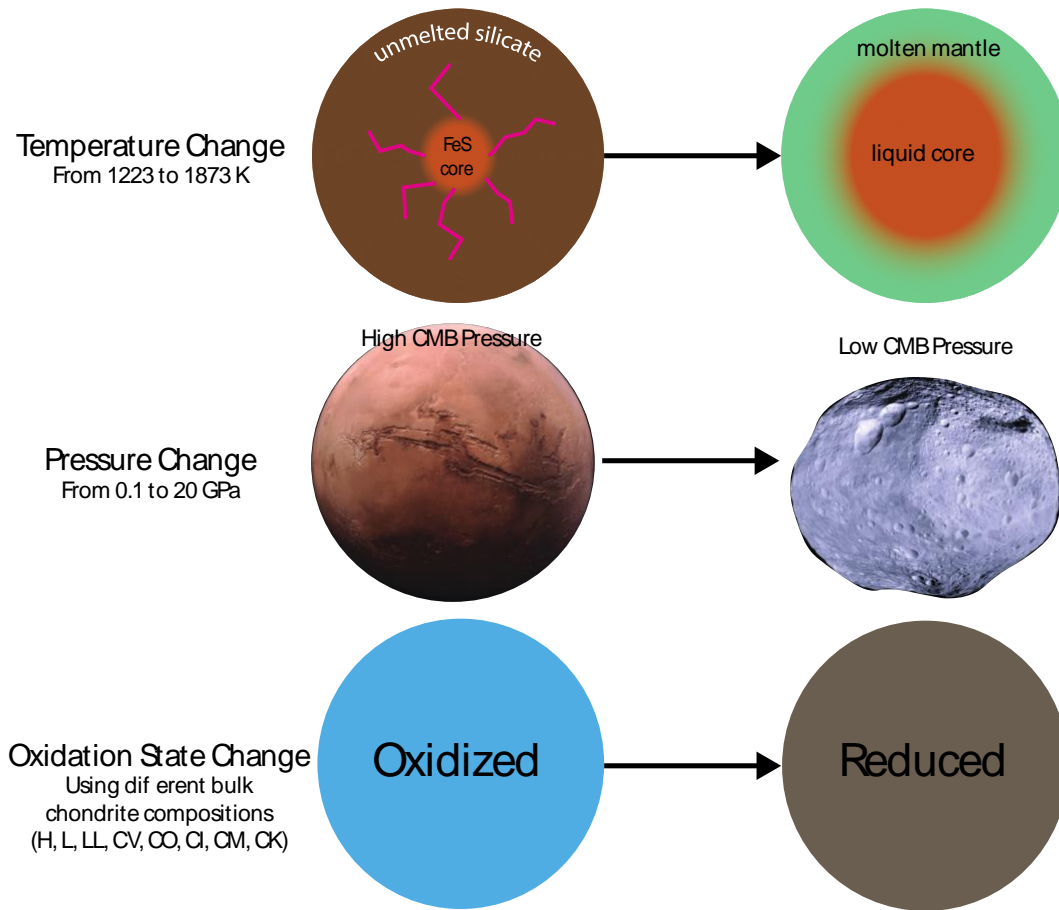 unmelted silicate
molten mantle
Temperature Change
From 1223 to 1873 K
FeS
core
liquid core
High CMB Pressure
Low CMB Pressure
Pressure Change
From 0.1 to 20 GPa
Oxidation State Change
Using dif erent bulk
chondrite compositions
(H, L, LL, CV, CO, CI, CM, CK)
Oxidized
Reduced